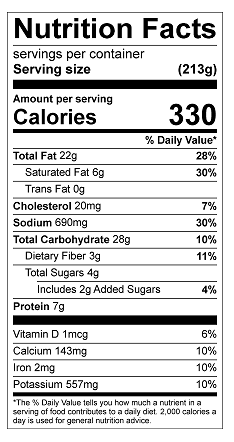 Nutrition Facts
servings per container
Serving size (213g)
Amount per serving
Calories 330
% Daily Value*
Total Fat 22g 28%
Saturated Fat 6g 30%
Trans Fat 0g
Cholesterol 20mg 7%
Sodium 690mg 30%
Total Carbohydrate 28g 10%
Dietary Fiber 3g 11%
Total Sugars 4g
Includes 2g Added Sugars 4%
Protein 7g
Vitamin D 1mcg 6%
Calcium 143mg 10%
Iron 2mg 10%
Potassium 557mg 10%
*The % Daily Value tells you how much a nutrient in a
serving of food contributes to a daily diet. 2,000 calories a
day is used for general nutrition advice.